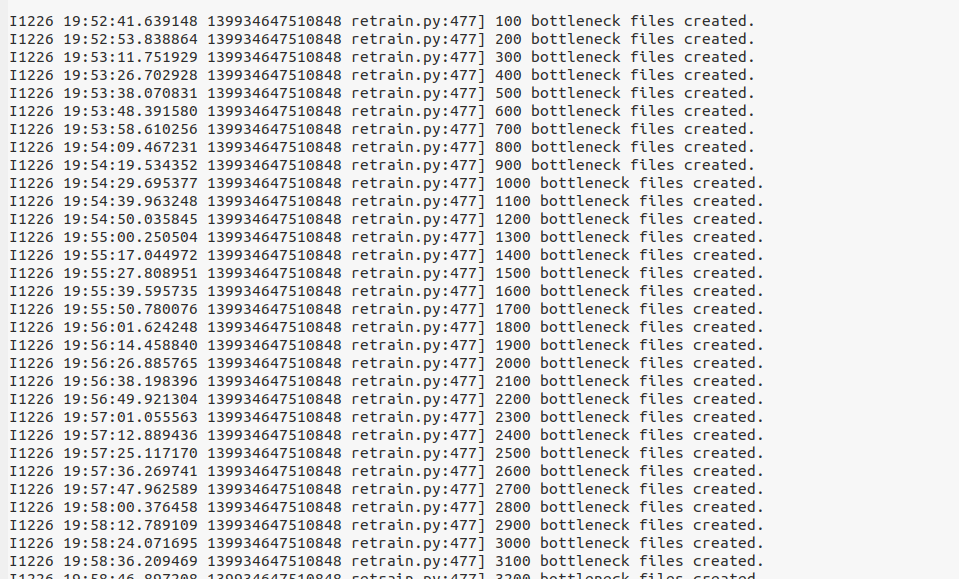 I1226 19:52:41.639148 139934647510848 retrain.py:477] 100 bottleneck files created.
I1226 19:52:53.838864 139934647510848 retrain.py:477] 200 bottleneck files created.
I1226 19:53:11.751929 139934647510848 retrain.py:477] 300 bottleneck files created.
I1226 19:53:26.702928 139934647510848 retrain.py:477] 400 bottleneck files created.
I1226 19:53:38.070831 139934647510848 retrain.py:477] 500 bottleneck files created.
I1226 19:53:48.391580 139934647510848 retrain.py:477] 600 bottleneck files created.
I1226 19:53:58.610256 139934647510848 retrain.py:477] 700 bottleneck files created.
I1226 19:54:09.467231 139934647510848 retrain.py:477] 800 bottleneck files created.
I1226 19:54:19.534352 139934647510848 retrain.py:477] 900 bottleneck files created.
I1226 19:54:29.695377 139934647510848 retrain.py:477] 1000 bottleneck files created.
I1226 19:54:39.963248 139934647510848 retrain.py:477] 1100 bottleneck files created.
I1226 19:54:50.035845 139934647510848 retrain.py:477] 1200 bottleneck files created.
I1226 19:55:00.250504 139934647510848 retrain.py:477] 1300 bottleneck files created.
I1226 19:55:17.044972 139934647510848 retrain.py:477] 1400 bottleneck files created.
I1226 19:55:27.808951 139934647510848 retrain.py:477] 1500 bottleneck files created.
I1226 19:55:39.595735 139934647510848 retrain.py:477] 1600 bottleneck files created.
I1226 19:55:50.780076 139934647510848 retrain.py:477] 1700 bottleneck files created.
I1226 19:56:01.624248 139934647510848 retrain.py:477] 1800 bottleneck files created.
I1226 19:56:14.458840 139934647510848 retrain.py:477] 1900 bottleneck files created.
I1226 19:56:26.885765 139934647510848 retrain.py:477] 2000 bottleneck files created.
I1226 19:56:38.198396 139934647510848 retrain.py:477] 2100 bottleneck files created.
I1226 19:56:49.921304 139934647510848 retrain.py:477] 2200 bottleneck files created.
I1226 19:57:01.055563 139934647510848 retrain.py:477] 2300 bottleneck files created.
I1226 19:57:12.889436 139934647510848 retrain.py:477] 2400 bottleneck files created.
I1226 19:57:25.117170 139934647510848 retrain.py:477] 2500 bottleneck files created.
I1226 19:57:36.269741 139934647510848 retrain.py:477] 2600 bottleneck files created.
I1226 19:57:47.962589 139934647510848 retrain.py:477] 2700 bottleneck files created.
I1226 19:58:00.376458 139934647510848 retrain.py:477] 2800 bottleneck files created.
I1226 19:58:12.789109 139934647510848 retrain.py:477] 2900 bottleneck files created.
I1226 19:58:24.071695 139934647510848 retrain.py:477] 3000 bottleneck files created.
I1226 19:58:36.209469 139934647510848 retrain.py:477] 3100 bottleneck files created.
I1226 139934647510848 retrain.py:477] 3200 bottleneck files created.